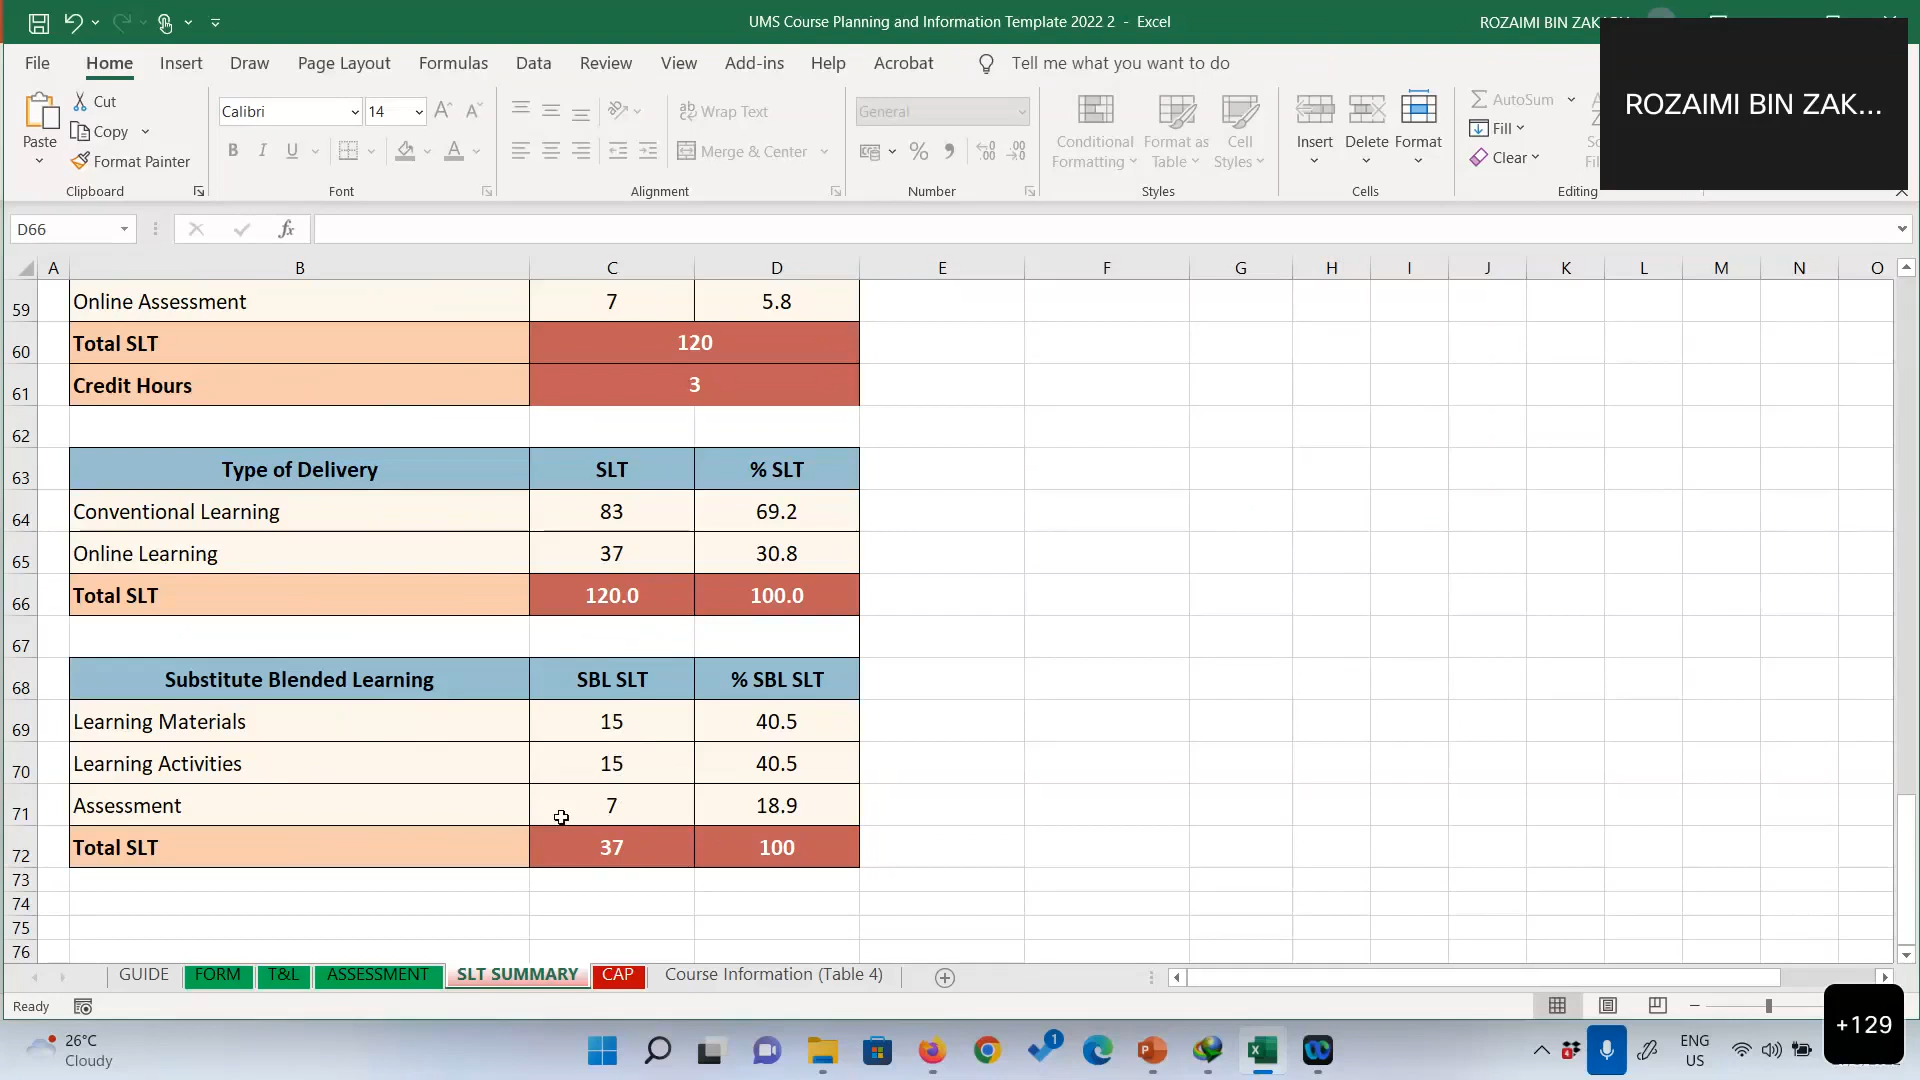 UMS Course Planning and Information Template 2022 2 - Excel
ROZAIMI BIN
File Home Insert Draw Page Layout Formulas Data Review View Add-ins Help Acrobat Tell me what you want to do
ROZAIMI BIN ZAK...
Paste
Cut
Copy
Format Painter
Clipboard
Calibri 14
B I U
Font
Wrap Text
Merge & Center
Alignment
General
Number
Conditional Formatting
Format as Table
Cell Styles
Styles
Insert Delete Format
Cells
AutoSum
Fill
Clear
Editing
D66 fx
A B C D E F G H I J K L M N O
59 Online Assessment 7 5.8
60 Total SLT 120
61 Credit Hours 3
62
63 Type of Delivery SLT % SLT
64 Conventional Learning 83 69.2
65 Online Learning 37 30.8
66 Total SLT 120.0 100.0
67
68 Substitute Blended Learning SBL SLT % SBL SLT
69 Learning Materials 15 40.5
70 Learning Activities 15 40.5
71 Assessment 7 18.9
72 Total SLT 37 100
73
74
75
76
GUIDE FORM T&L ASSESSMENT SLT SUMMARY CAP Course Information (Table 4)
Ready
+129
26°C
Cloudy
1
ENG
US